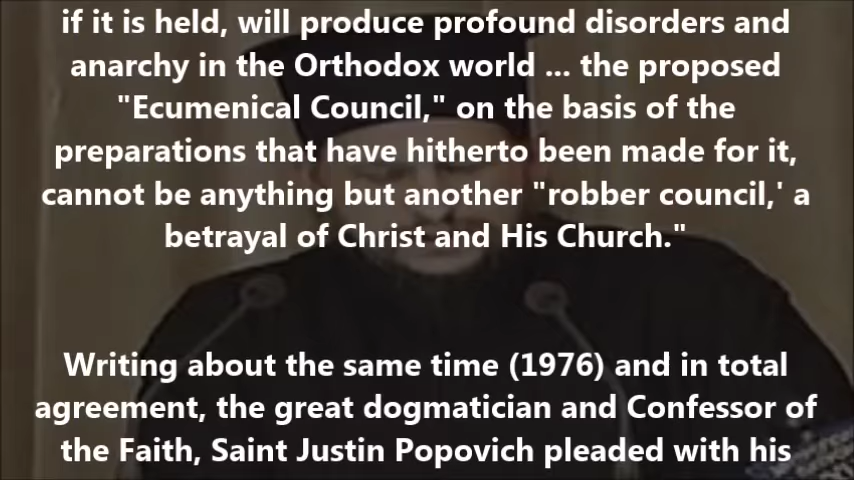 if it is held, will produce profound disorders and
anarchy in the Orthodox world ... the proposed
"Ecumenical Council," on the basis of the
preparations that have hitherto been made for it,
cannot be anything but another "robber council,' a
betrayal of Christ and His Church."
Writing about the same time (1976) and in total
agreement, the great dogmatician and Confessor of
the Faith, Saint Justin Popovich pleaded with his